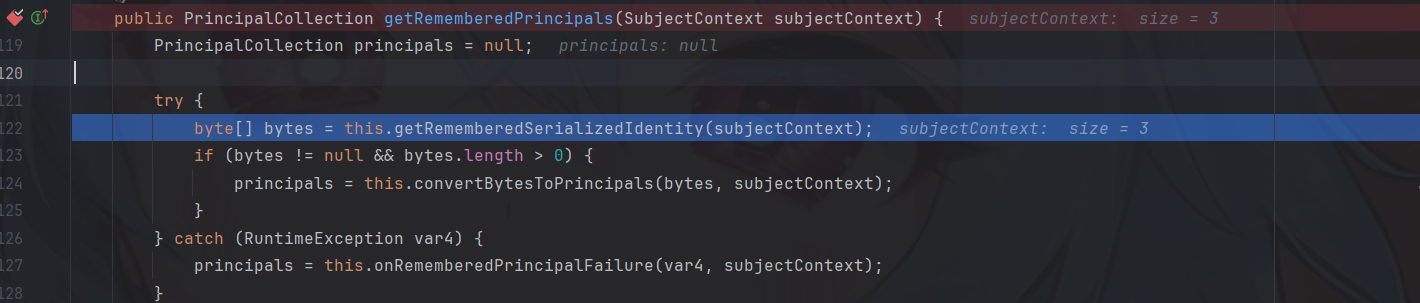 public PrincipalCollection getRememberedPrincipals(SubjectContext subjectContext) {   subjectContext:  size = 3
119 PrincipalCollection principals = null;   principals: null
120
121 try {
122 byte[] bytes = this.getRememberedSerializedIdentity(subjectContext);   subjectContext:  size = 3
123 if (bytes != null && bytes.length > 0) {
124 principals = this.convertBytesToPrincipals(bytes, subjectContext);
125 }
126 } catch (RuntimeException var4) {
127 principals = this.onRememberedPrincipalFailure(var4, subjectContext);
128 }